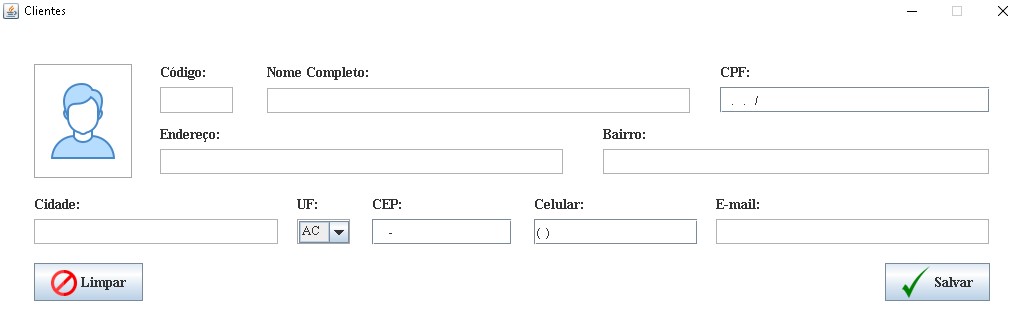 Clientes
Código: Nome Completo: CPF:
. . /
Endereço: Bairro:
Cidade: UF: CEP: Celular: E-mail:
AC - ( )
Limpar Salvar